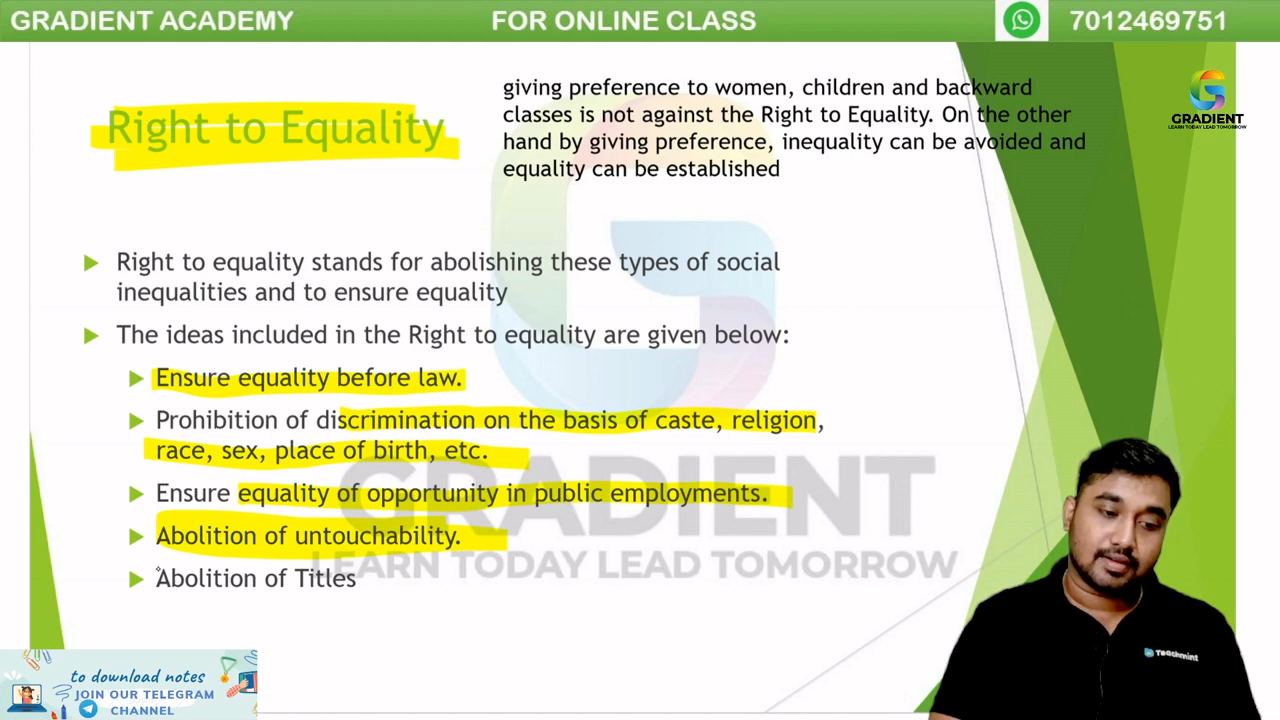 GRADIENT ACADEMY FOR ONLINE CLASS 7012469751
Right to Equality
giving preference to women, children and backward
classes is not against the Right to Equality. On the other
hand by giving preference, inequality can be avoided and
equality can be established
GRADIENT
LEARN TODAY LEAD TOMORROW
Right to equality stands for abolishing these types of social
inequalities and to ensure equality
The ideas included in the Right to equality are given below:
Ensure equality before law.
Prohibition of discrimination on the basis of caste, religion,
race, sex, place of birth, etc.
Ensure equality of opportunity in public employments.
Abolition of untouchability.
Abolition of Titles
GRADIENT
LEARN TODAY LEAD TOMORROW
Teachmint
to download notes
JOIN OUR TELEGRAM
CHANNEL